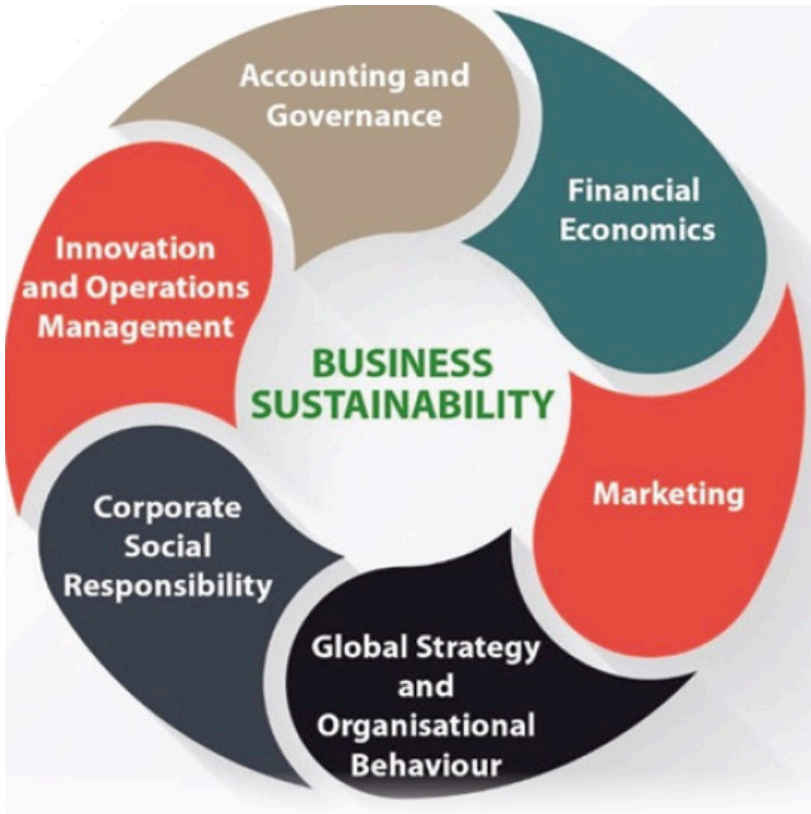 Accounting and
Governance
Financial
Economics
Innovation
and Operations
Management
BUSINESS
SUSTAINABILITY
Marketing
Corporate
Social
Responsibility
Global Strategy
and
Organisational
Behaviour